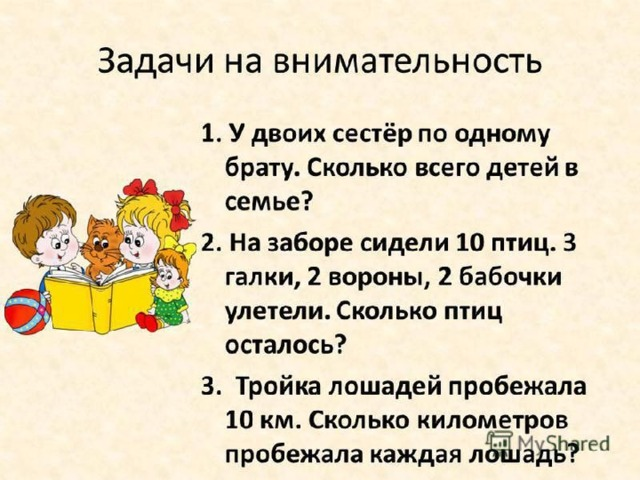 Задачи на внимательность
1. У двоих сестёр по одному
брату. Сколько всего детей в
семье?
2. На заборе сидели 10 птиц. 3
галки, 2 вороны, 2 бабочки
улетели. Сколько птиц
осталось?
3. Тройка лошадей пробежала
10 км. Сколько километров
пробежала каждая лошадь?
MyShared